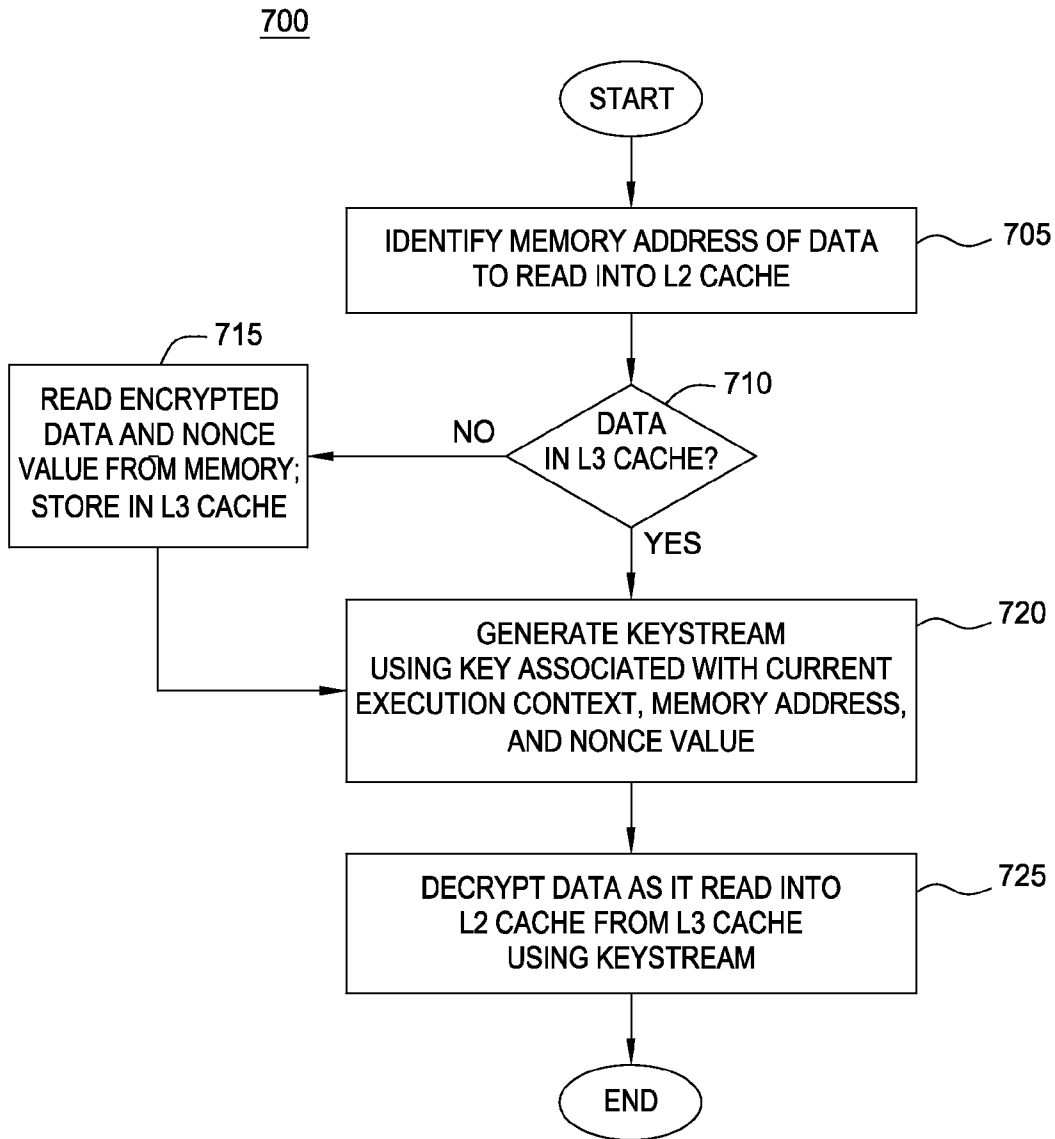 700
START
IDENTIFY MEMORY ADDRESS OF DATA
TO READ INTO L2 CACHE
705
715
READ ENCRYPTED
DATA AND NONCE
VALUE FROM MEMORY;
STORE IN L3 CACHE
NO
DATA
IN L3 CACHE?
710
YES
GENERATE KEYSTREAM
USING KEY ASSOCIATED WITH CURRENT
EXECUTION CONTEXT, MEMORY ADDRESS,
AND NONCE VALUE
720
DECRYPT DATA AS IT READ INTO
L2 CACHE FROM L3 CACHE
USING KEYSTREAM
725
END